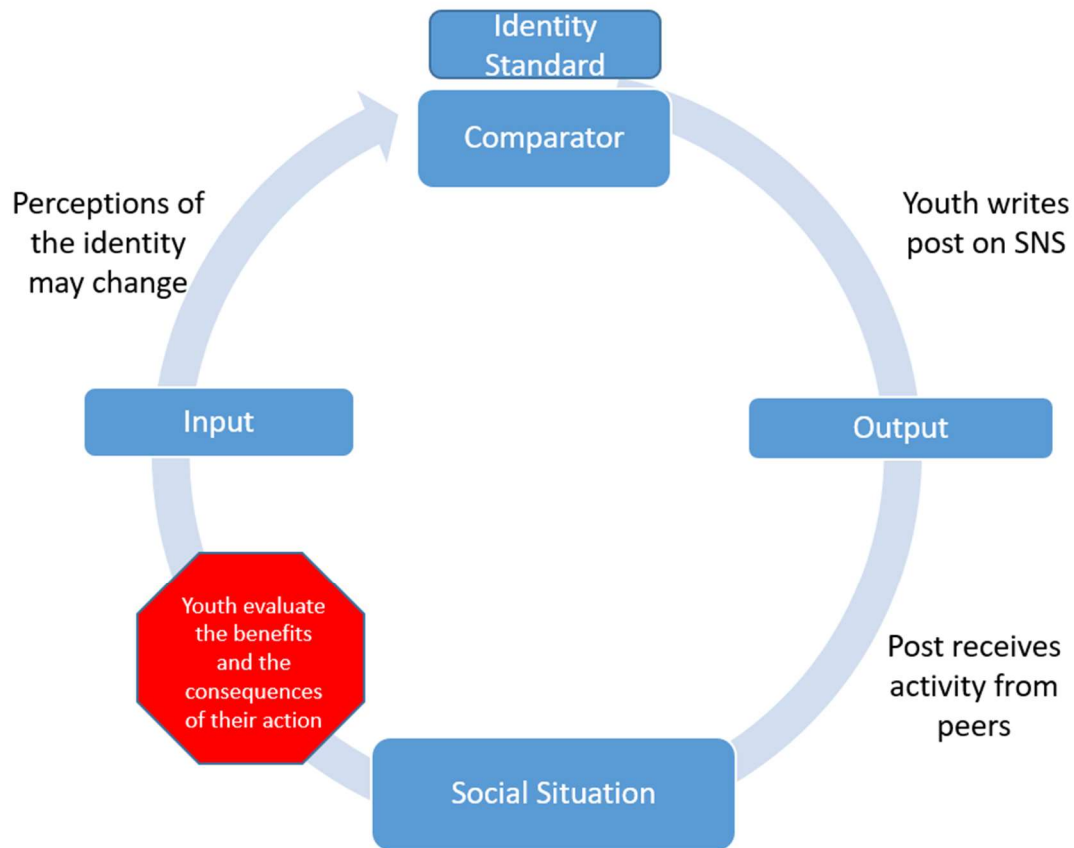 Identity
Standard
Comparator
Youth writes
post on SNS
Output
Post receives
activity from
peers
Social Situation
Youth evaluate
the benefits
and the
consequences
of their action
Input
Perceptions of
the identity
may change